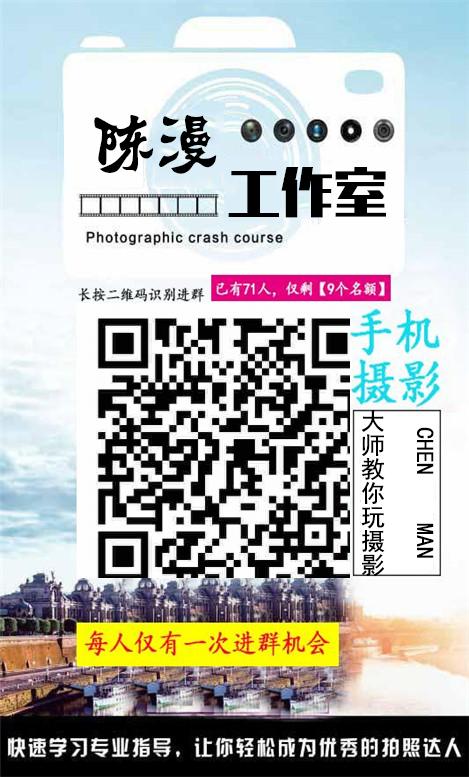 陈漫
工作室
Photographic crash course
长按二维码识别进群
已有71人，仅剩【9个名额】
手机
摄影
大师教你玩摄影
CHEN MAN
每人仅有一次进群机会
快速学习专业指导，让你轻松成为优秀的拍照达人